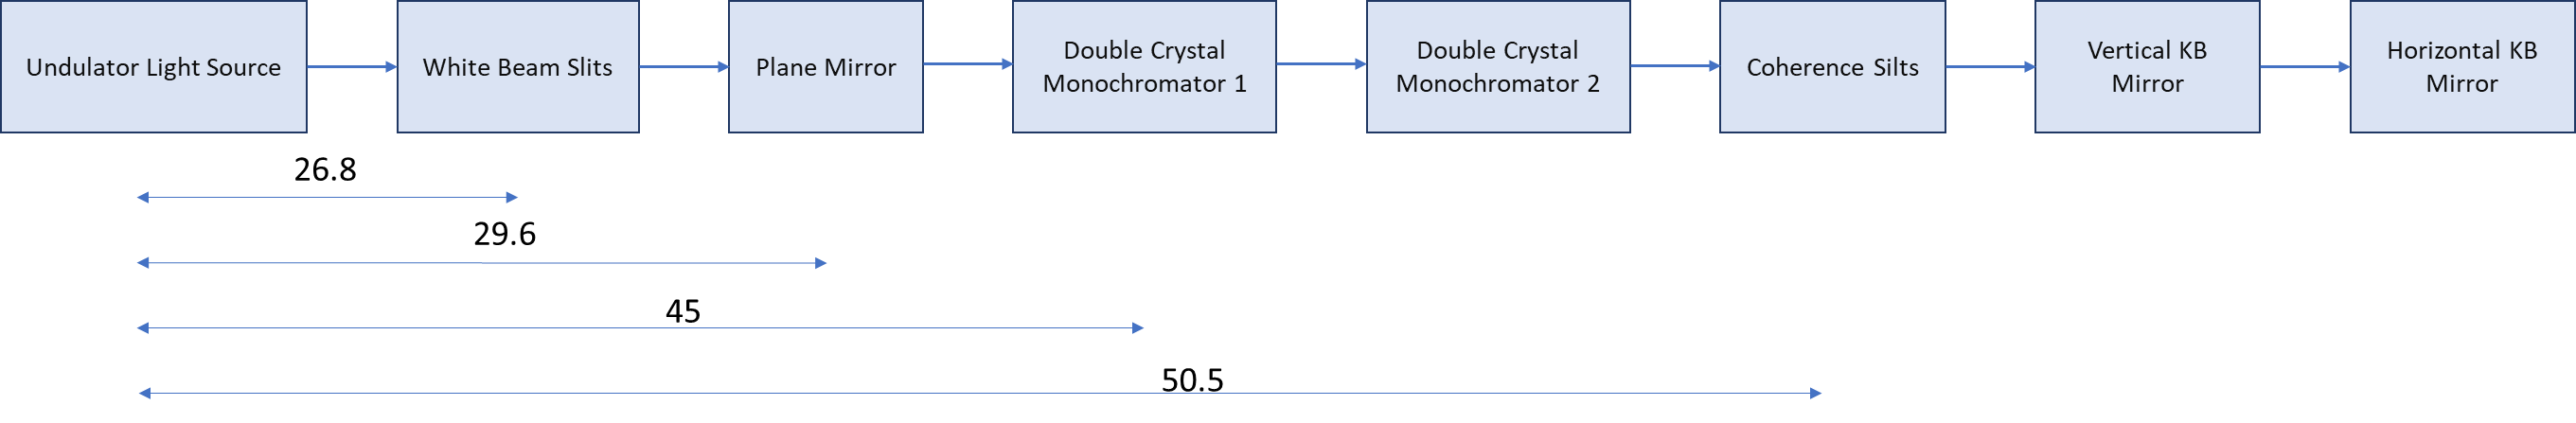 Undulator Light Source
White Beam Slits
Plane Mirror
Double Crystal
Monochromator 1
Double Crystal
Monochromator 2
Coherence Silts
Vertical KB
Mirror
Horizontal KB
Mirror
26.8
29.6
45
50.5